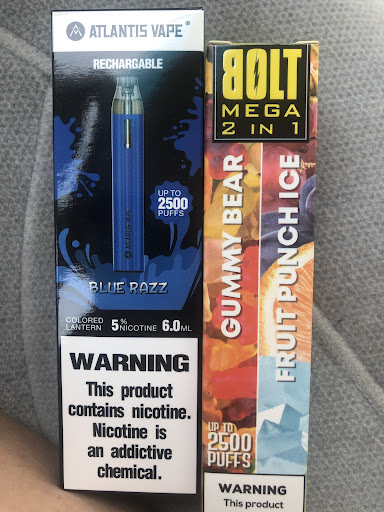 ATLANTIS VAPE®
RECHARGABLE
ATLANTIS VAPE
UP TO
2500
PUFFS
BLUE RAZZ
COLORED
LANTERN
5% NICOTINE
6.0ML
WARNING
This product
contains nicotine.
Nicotine is
an addictive
chemical.
BOLT
MEGA
2 IN 1
GUMMY BEAR
FRUIT PUNCH ICE
UP TO
2500
PUFFS
WARNING
This product